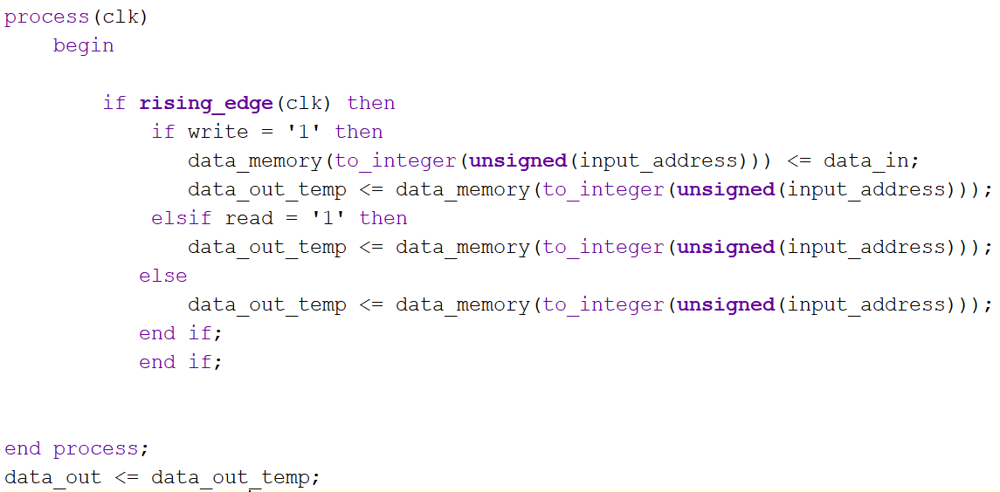 process(clk)
begin
if rising_edge(clk) then
if write = '1' then
data_memory(to_integer(unsigned(input_address))) <= data_in;
data_out_temp <= data_memory(to_integer(unsigned(input_address)));
elsif read = '1' then
data_out_temp <= data_memory(to_integer(unsigned(input_address)));
else
data_out_temp <= data_memory(to_integer(unsigned(input_address)));
end if;
end if;
end process;
data_out <= data_out_temp;